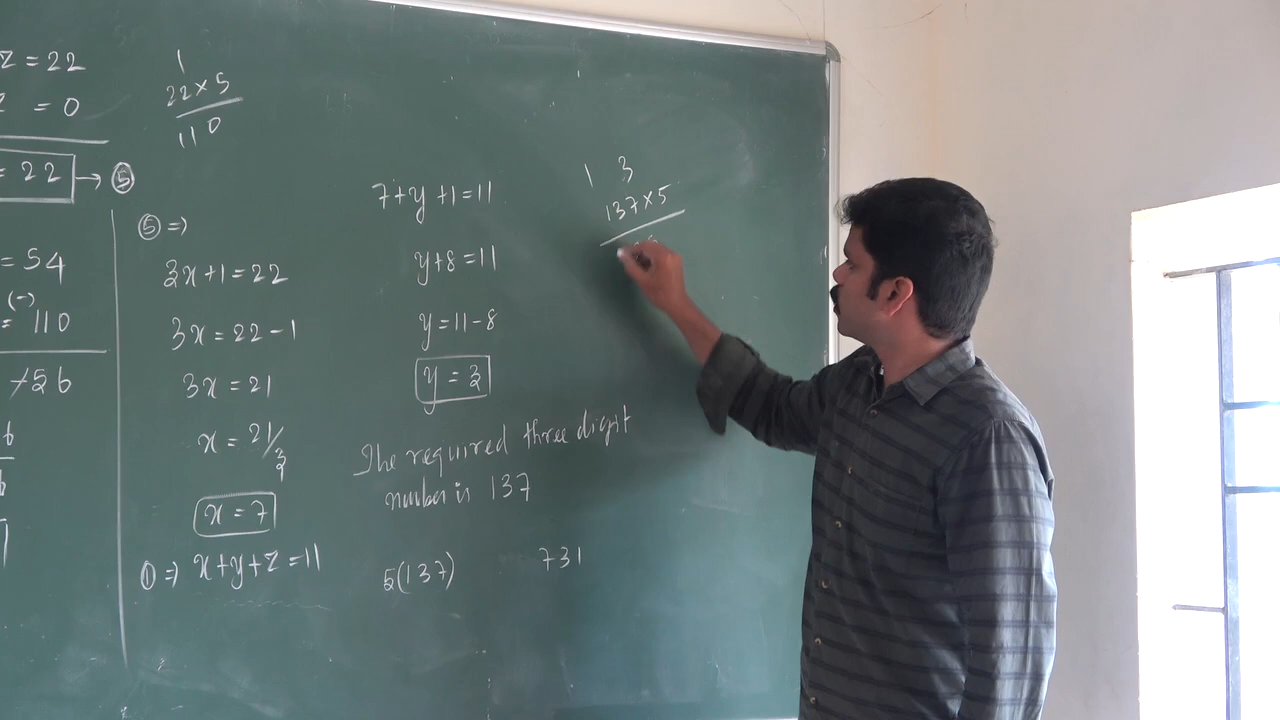 Z = 22
Z = 0
= 22 → ⑤
= 54
(-)
= 110
-56
1
22 × 5
110
⑤ ⇒
3x + 1 = 22
3x = 22 - 1
3x = 21
x = 21/3
x = 7
① ⇒ x + y + z = 11
7 + y + 1 = 11
y + 8 = 11
y = 11 - 8
y = 3
The required three digit
number is 137
5(137)
731
1 3
137 × 5